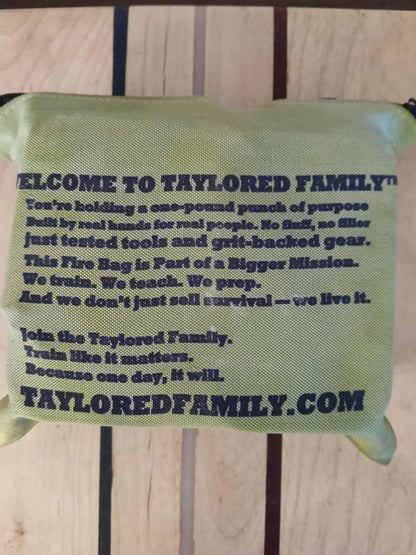 WELCOME TO TAYLORED FAMILY"
You're holding a one-pound punch of purpose
Built by real hands for real people. No fluff, no filler
just tested tools and grit-backed gear.
This Fire Bag is Part of a Bigger Mission.
We train. We teach. We prep.
And we don't just sell survival — we live it.
Join the Taylored Family.
Train like it matters.
Because one day, it will.
TAYLOREDFAMILY.COM